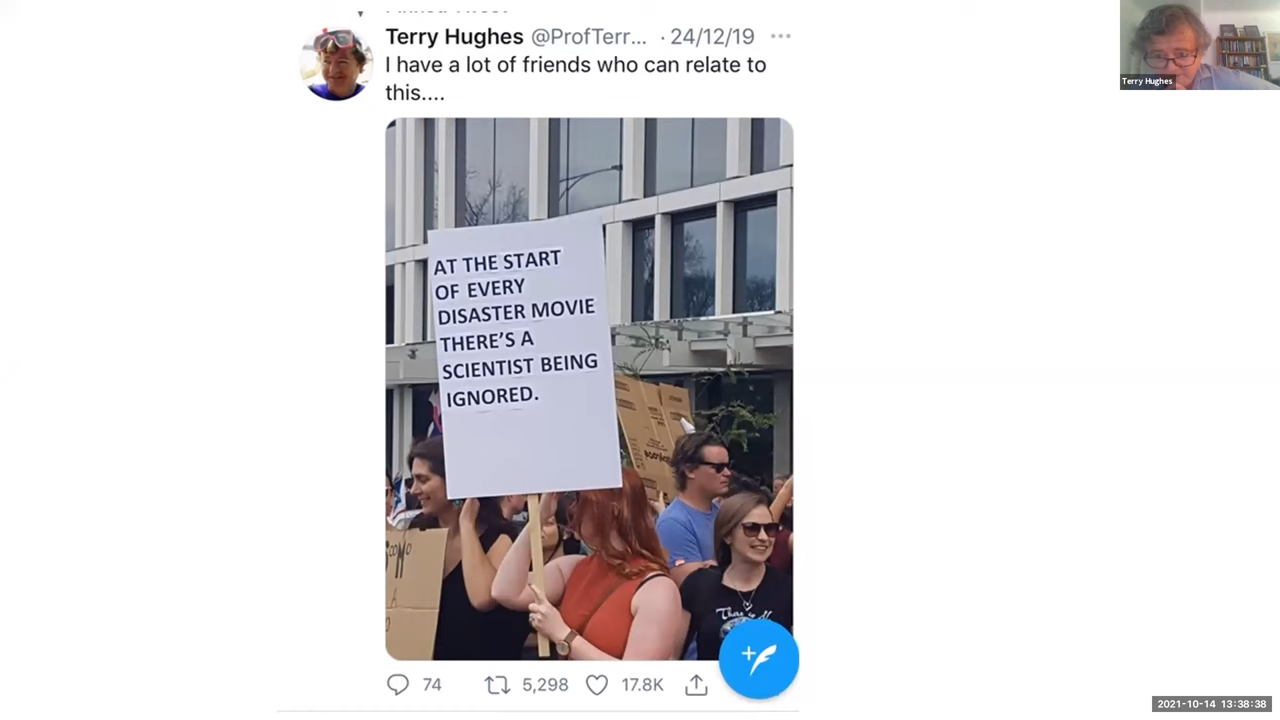 Terry Hughes @ProfTerr... · 24/12/19
I have a lot of friends who can relate to
this....
AT THE START
OF EVERY
DISASTER MOVIE
THERE'S A
SCIENTIST BEING
IGNORED.
74 5,298 17.8K
Terry Hughes
2021-10-14 13:38:38